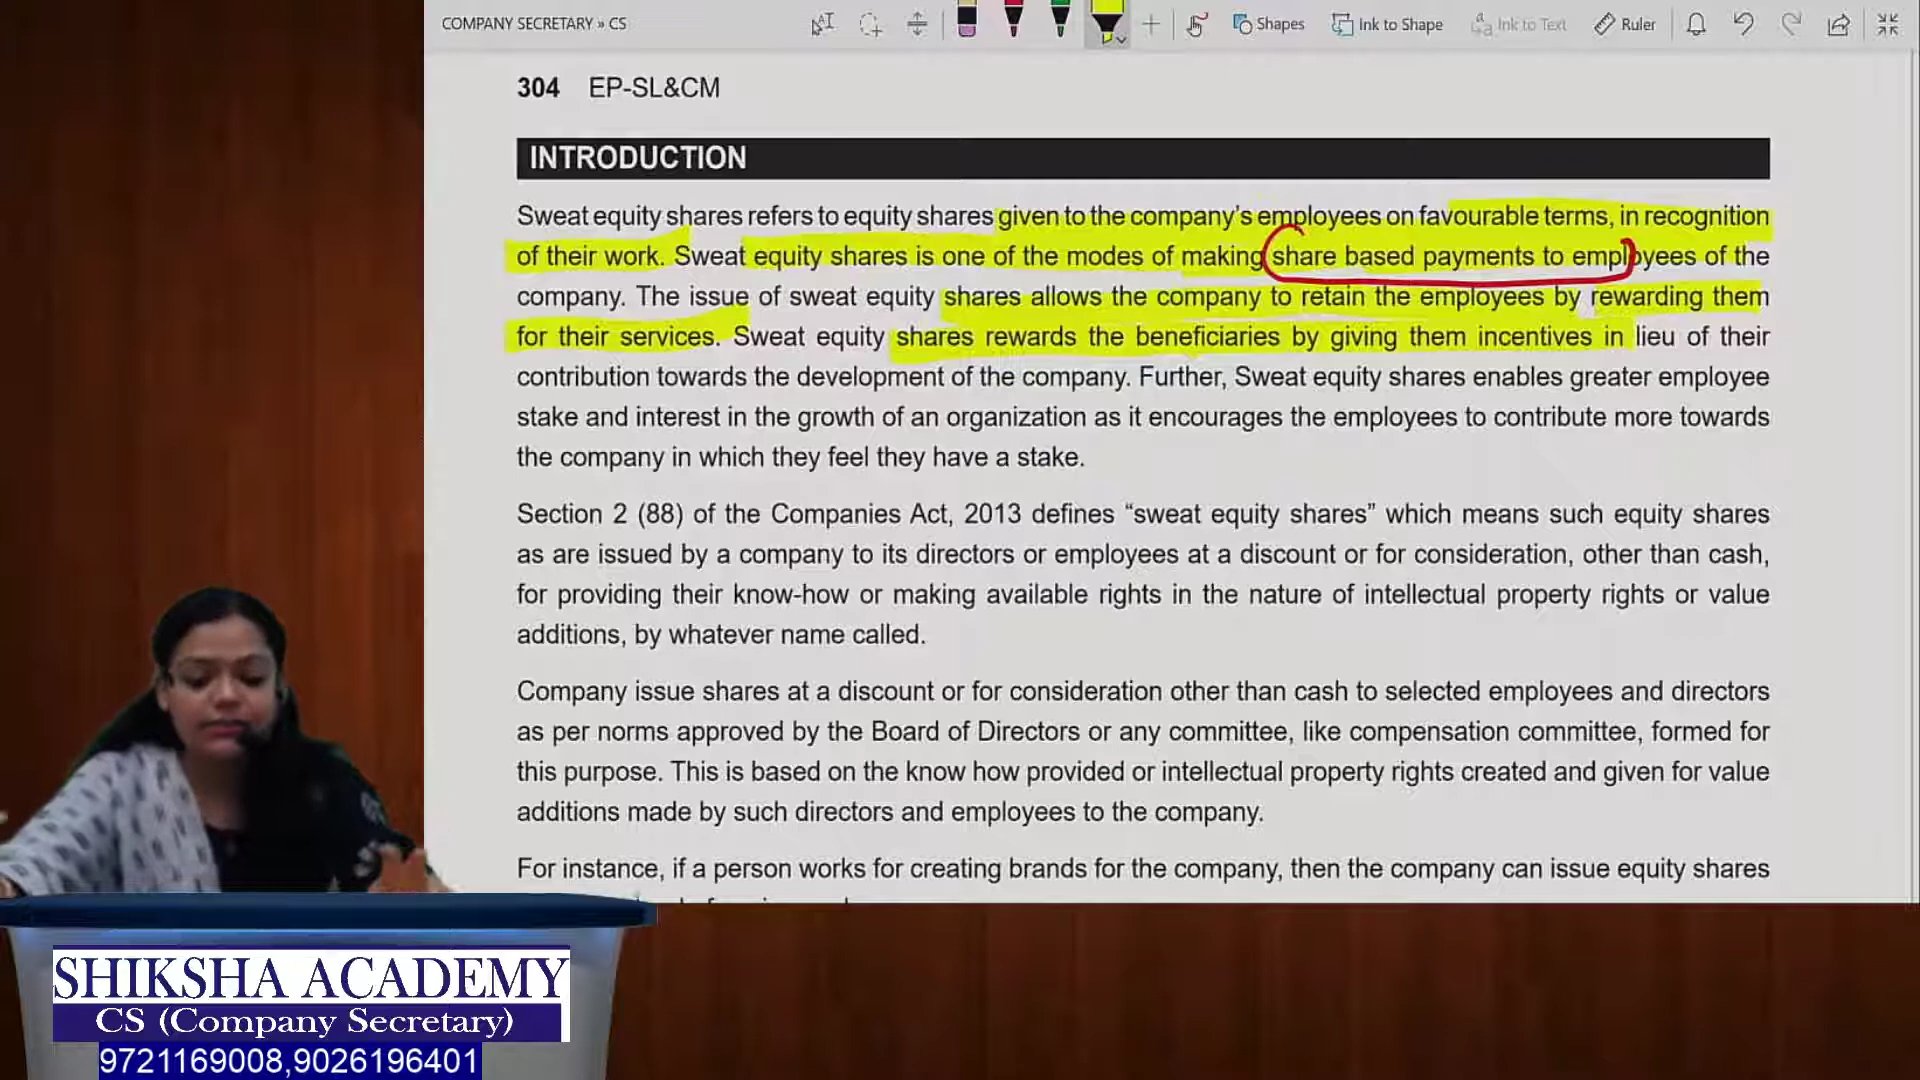 COMPANY SECRETARY » CS
Shapes
Ink to Shape
Ink to Text
Ruler
304 EP-SL&CM
INTRODUCTION
Sweat equity shares refers to equity shares given to the company's employees on favourable terms, in recognition
of their work. Sweat equity shares is one of the modes of making share based payments to employees of the
company. The issue of sweat equity shares allows the company to retain the employees by rewarding them
for their services. Sweat equity shares rewards the beneficiaries by giving them incentives in lieu of their
contribution towards the development of the company. Further, Sweat equity shares enables greater employee
stake and interest in the growth of an organization as it encourages the employees to contribute more towards
the company in which they feel they have a stake.
Section 2 (88) of the Companies Act, 2013 defines “sweat equity shares” which means such equity shares
as are issued by a company to its directors or employees at a discount or for consideration, other than cash,
for providing their know-how or making available rights in the nature of intellectual property rights or value
additions, by whatever name called.
Company issue shares at a discount or for consideration other than cash to selected employees and directors
as per norms approved by the Board of Directors or any committee, like compensation committee, formed for
this purpose. This is based on the know how provided or intellectual property rights created and given for value
additions made by such directors and employees to the company.
For instance, if a person works for creating brands for the company, then the company can issue equity shares
SHIKSHA ACADEMY
CS (Company Secretary)
9721169008,9026196401